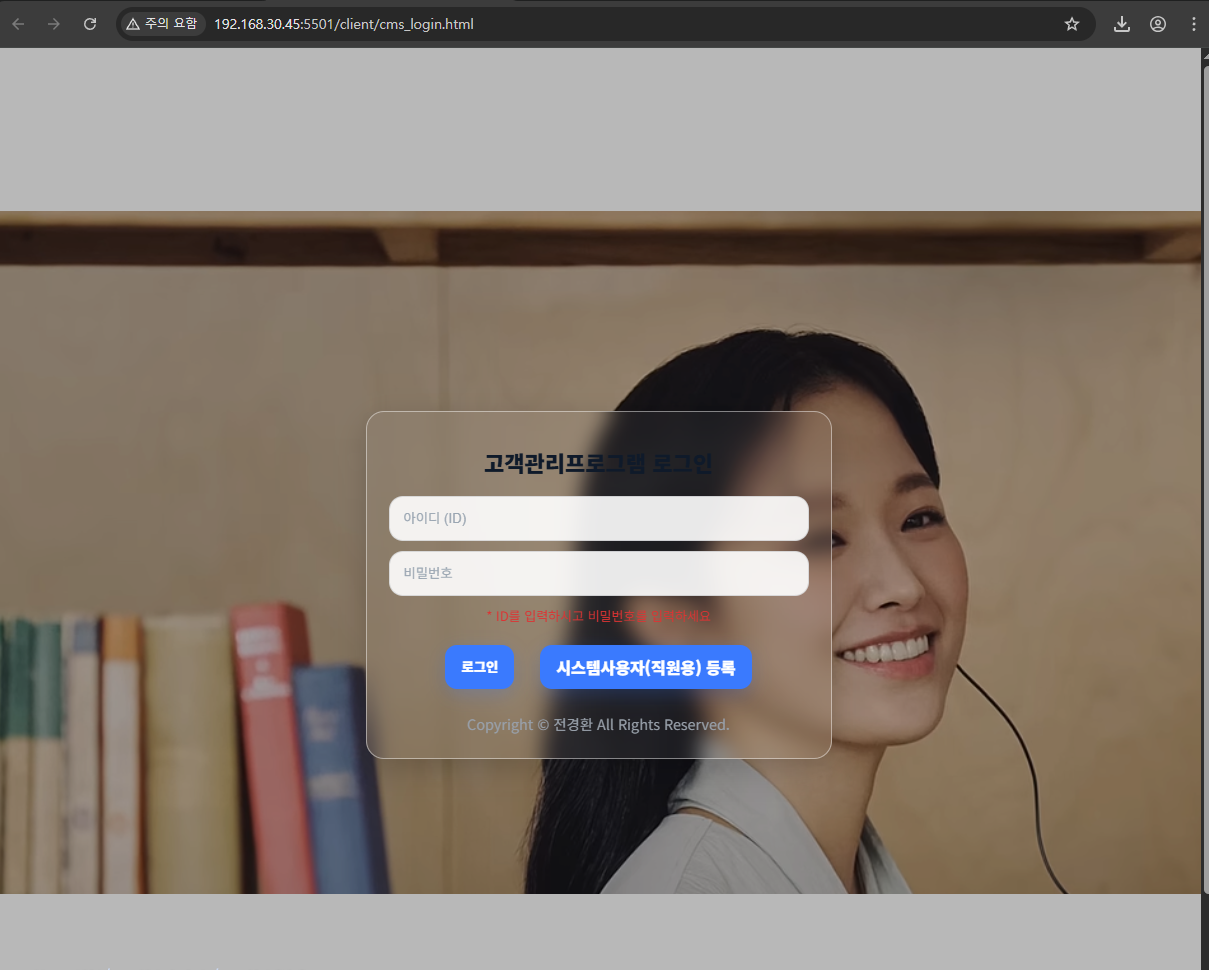 주의 요함 192.168.30.45:5501/client/cms_login.html
고객관리프로그램 로그인
아이디 (ID)
비밀번호
* ID를 입력하시고 비밀번호를 입력하세요
로그인 시스템사용자(직원용) 등록
Copyright © 전경환 All Rights Reserved.